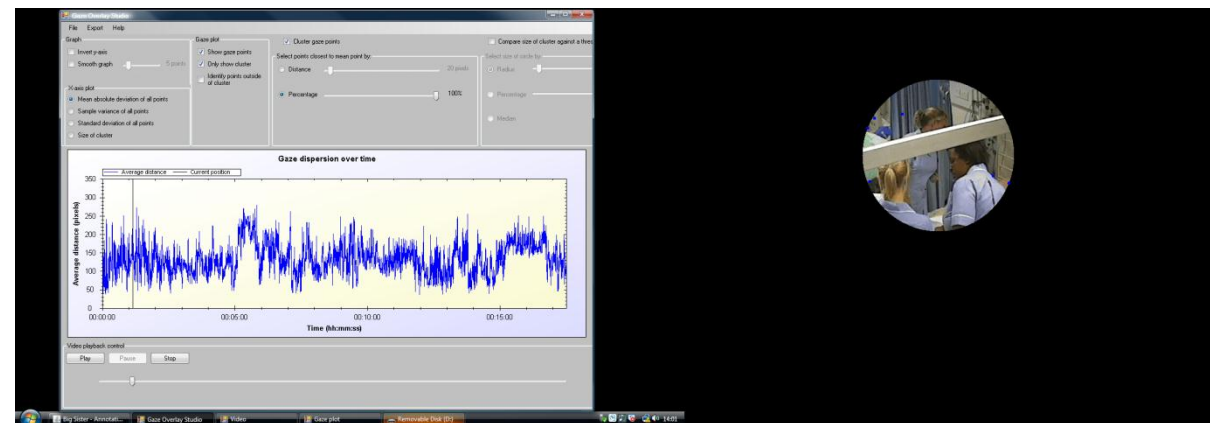 Gaze Overlay Studio
File Export Help
Graph
Invert y-axis
Smooth graph 5 points
X-axis plot
Mean absolute deviation of all points
Sample variance of all points
Standard deviation of all points
Size of cluster
Gaze plot
Show gaze points
Only show cluster
Identify points outside
of cluster
Cluster gaze points
Select points closest to mean point by:
Distance 20 pixels
Percentage 100%
Compare size of cluster against a thres
Select size of circle by:
Radius
Percentage
Median
Gaze dispersion over time
Average distance Current position
Average distance (pixels)
350
300
250
200
150
100
50
0
00:00:00 00:05:00 00:10:00 00:15:00
Time (hh:mm:ss)
Video playback control
Play Pause Stop
Big Sister - Annotati... Gaze Overlay Studio Video Gaze plot Removable Disk (D:) 14:01